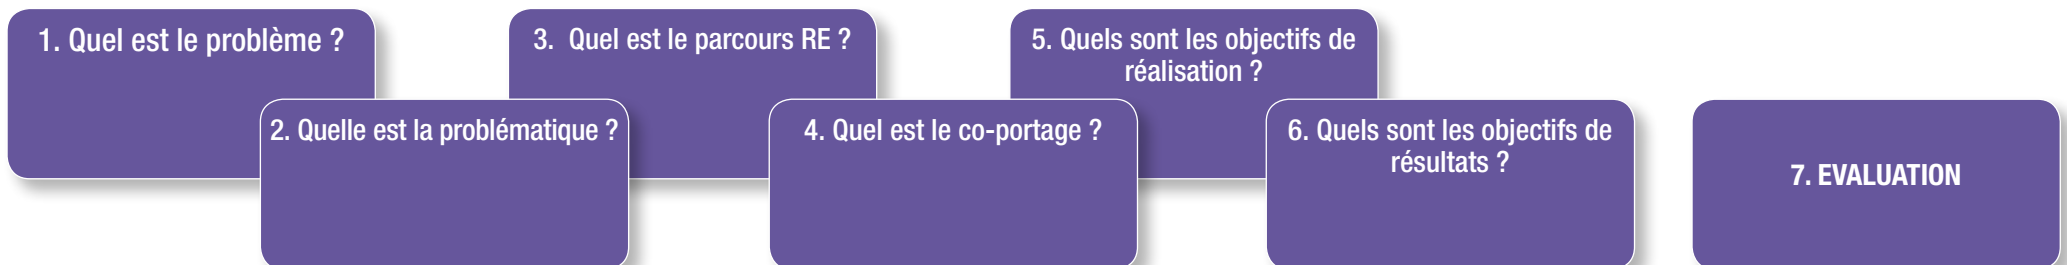 1. Quel est le problème ?
2. Quelle est la problématique ?
3. Quel est le parcours RE ?
4. Quel est le co-portage ?
5. Quels sont les objectifs de
réalisation ?
6. Quels sont les objectifs de
résultats ?
7. EVALUATION